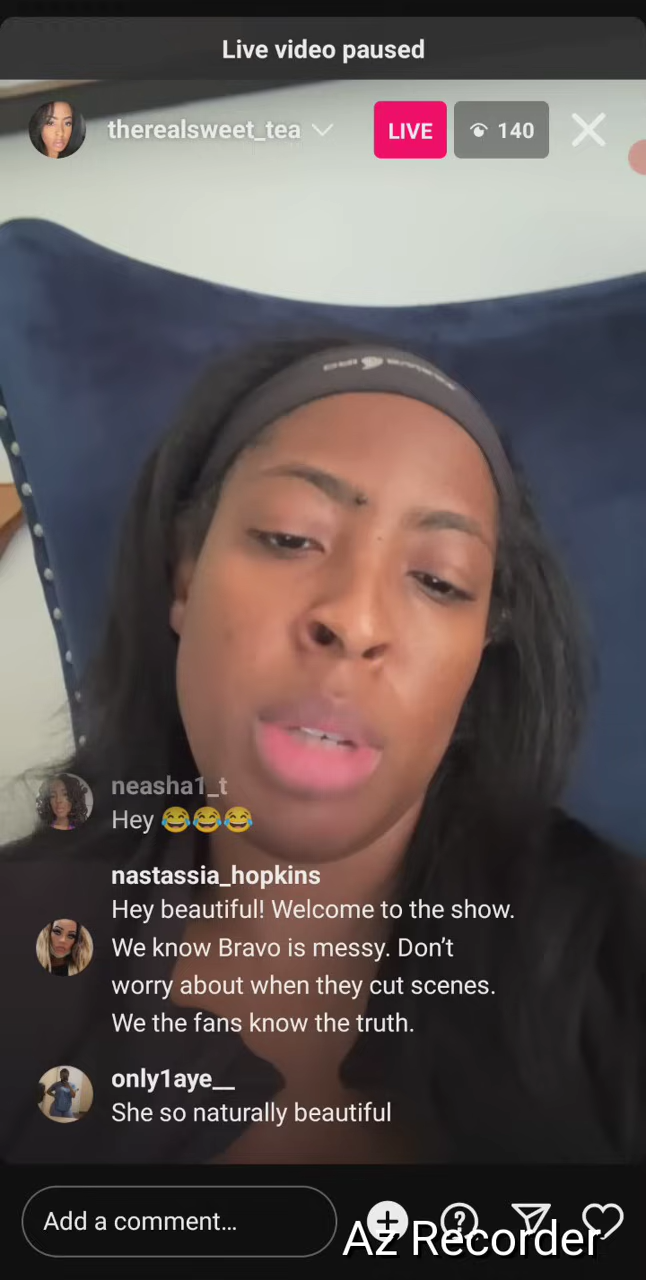 Live video paused
therealsweet_tea
LIVE
140
neasha1_t
Hey 😂😂😂
nastassia_hopkins
Hey beautiful! Welcome to the show.
We know Bravo is messy. Don't
worry about when they cut scenes.
We the fans know the truth.
only1aye__
She so naturally beautiful
Add a comment...
Az Recorder